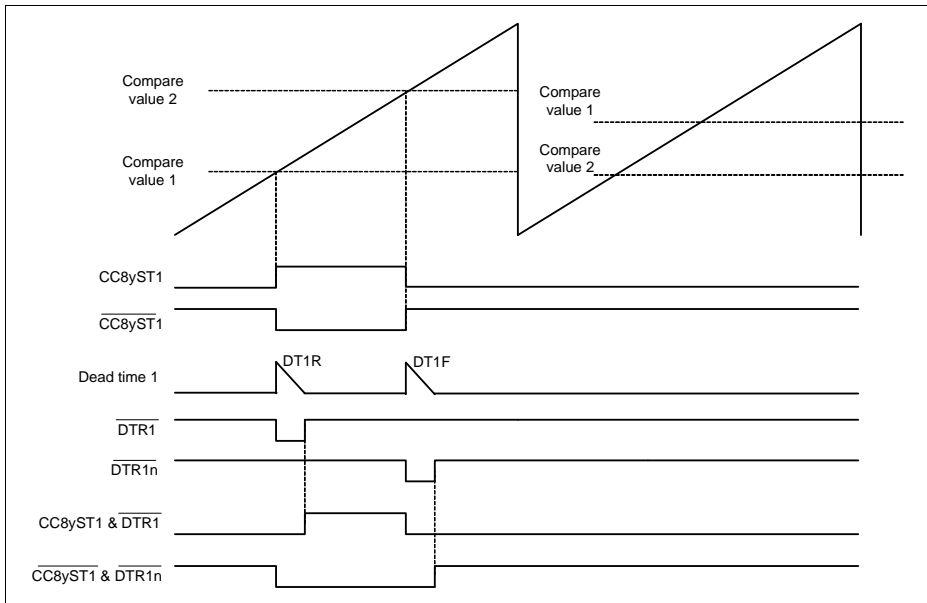 Compare
value 2
Compare
value 1
Compare
value 1
Compare
value 2
CC8yST1
CC8yST1
DT1R
DT1F
Dead time 1
DTR1
DTR1n
CC8yST1 & DTR1
CC8yST1 & DTR1n